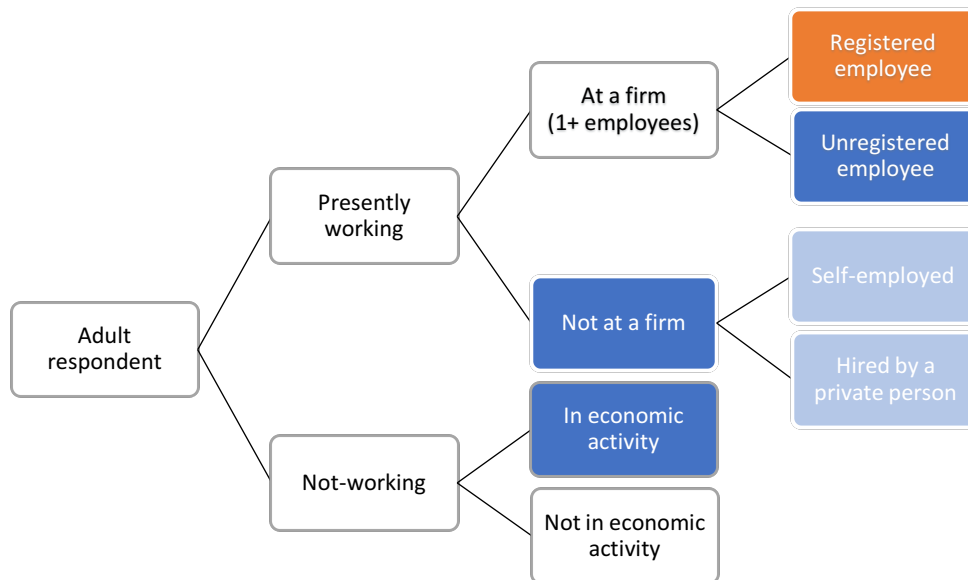 Adult
respondent
Presently
working
Not-working
At a firm
(1+ employees)
Not at a firm
In economic
activity
Not in economic
activity
Registered
employee
Unregistered
employee
Self-employed
Hired by a
private person